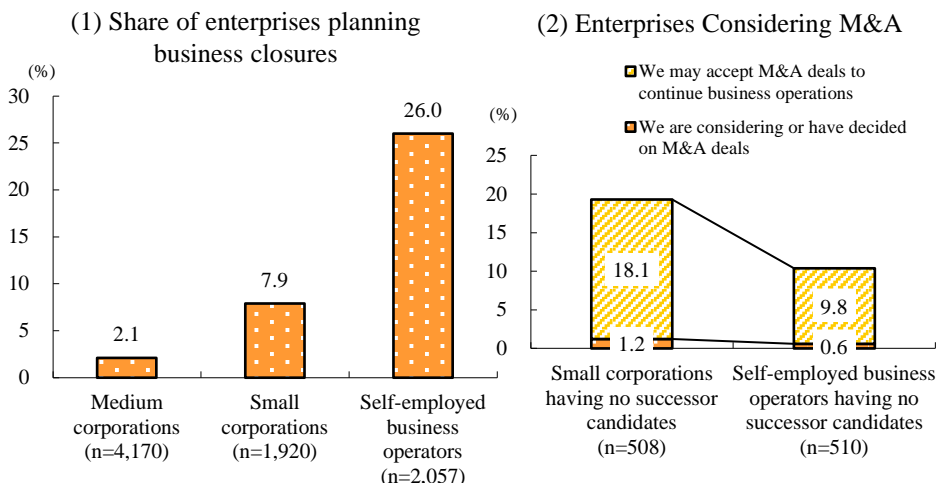 (1) Share of enterprises planning
business closures
(%)
30
25
20
15
10
5
0
2.1
7.9
26.0
Medium
corporations
(n=4,170)
Small
corporations
(n=1,920)
Self-employed
business
operators
(n=2,057)
(2) Enterprises Considering M&A
We may accept M&A deals to
continue business operations
We are considering or have decided
on M&A deals
(%)
25
20
15
10
5
0
18.1
1.2
9.8
0.6
Small corporations
having no successor
candidates
(n=508)
Self-employed business
operators having no
successor candidates
(n=510)